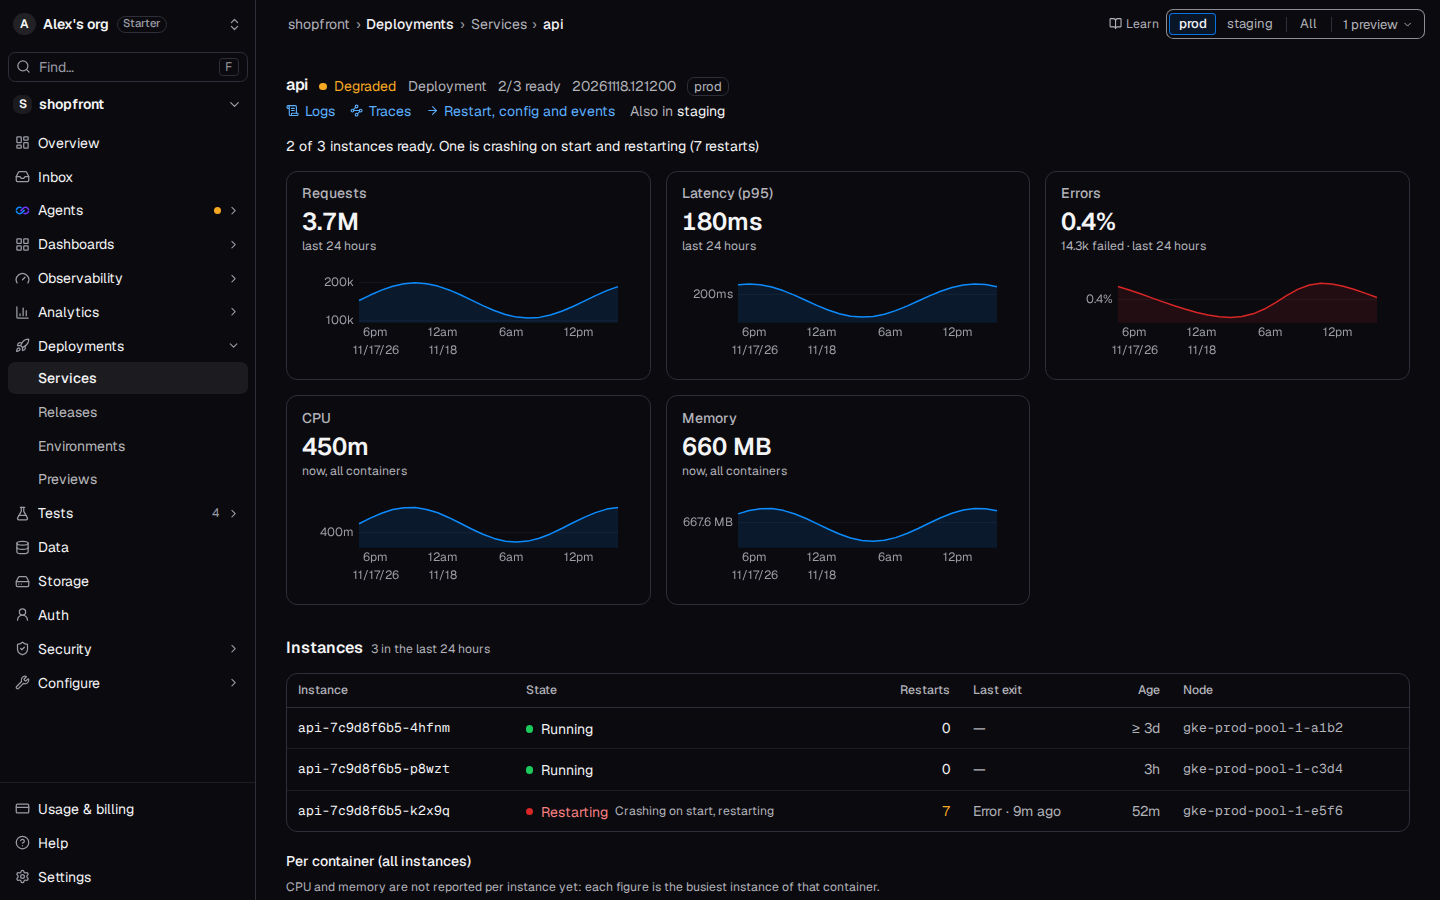 A Alex's org Starter
Find... F
S shopfront
Overview
Inbox
Agents
Dashboards
Observability
Analytics
Deployments
Services
Releases
Environments
Previews
Tests 4
Data
Storage
Auth
Security
Configure
Usage & billing
Help
Settings
shopfront › Deployments › Services › api
Learn prod staging All 1 preview
api Degraded Deployment 2/3 ready 20261118.121200 prod
Logs Traces Restart, config and events Also in staging
2 of 3 instances ready. One is crashing on start and restarting (7 restarts)
Requests
3.7M
last 24 hours
200k
100k
6pm 12am 6am 12pm
11/17/26 11/18
Latency (p95)
180ms
last 24 hours
200ms
6pm 12am 6am 12pm
11/17/26 11/18
Errors
0.4%
14.3k failed · last 24 hours
0.4%
6pm 12am 6am 12pm
11/17/26 11/18
CPU
450m
now, all containers
400m
6pm 12am 6am 12pm
11/17/26 11/18
Memory
660 MB
now, all containers
667.6 MB
6pm 12am 6am 12pm
11/17/26 11/18
Instances 3 in the last 24 hours
Instance State Restarts Last exit Age Node
api-7c9d8f6b5-4hfnm Running 0 — ≥ 3d gke-prod-pool-1-a1b2
api-7c9d8f6b5-p8wzt Running 0 — 3h gke-prod-pool-1-c3d4
api-7c9d8f6b5-k2x9q Restarting Crashing on start, restarting 7 Error · 9m ago 52m gke-prod-pool-1-e5f6
Per container (all instances)
CPU and memory are not reported per instance yet: each figure is the busiest instance of that container.